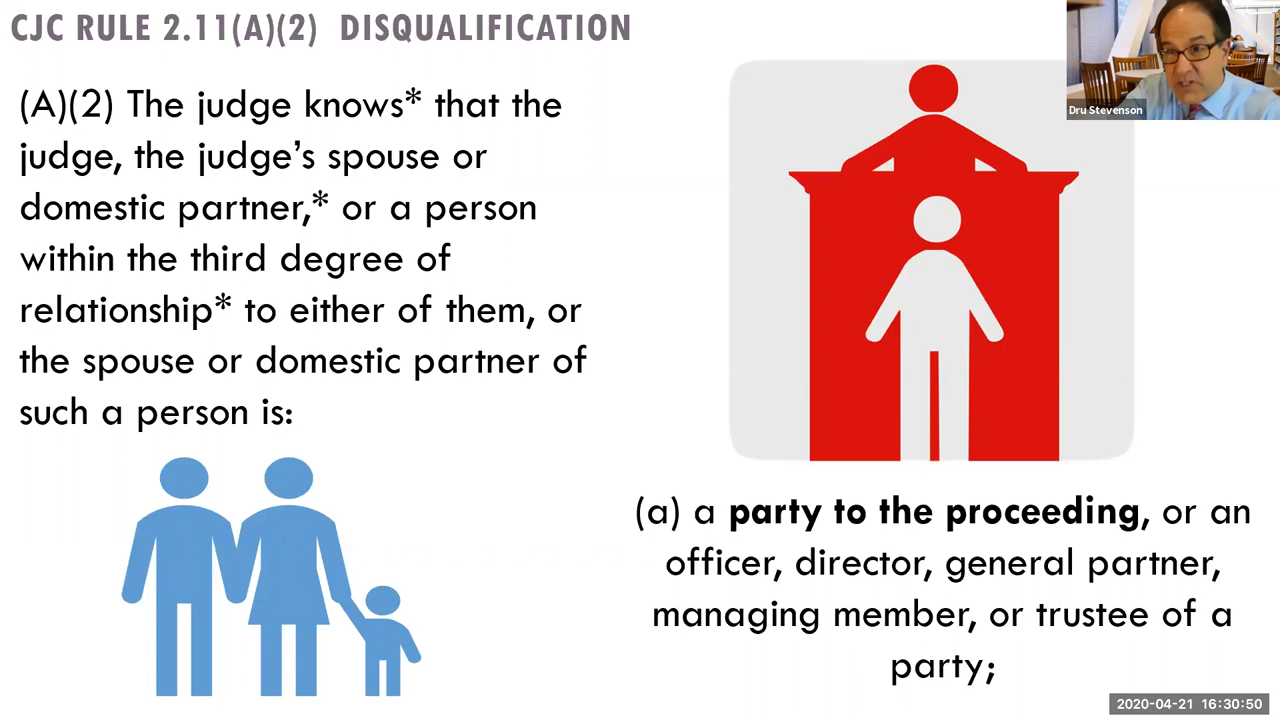 CJC RULE 2.11(A)(2) DISQUALIFICATION
(A)(2) The judge knows* that the
judge, the judge's spouse or
domestic partner,* or a person
within the third degree of
relationship* to either of them, or
the spouse or domestic partner of
such a person is:
Dru Stevenson
(a) a party to the proceeding, or an
officer, director, general partner,
managing member, or trustee of a
party;
2020-04-21 16:30:50